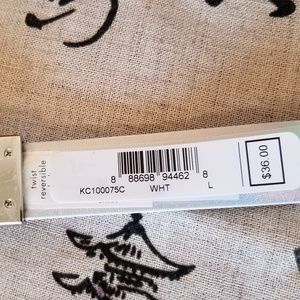 twist
reversible
8 88698 94462 8
KC100075C WHT L
$36.00